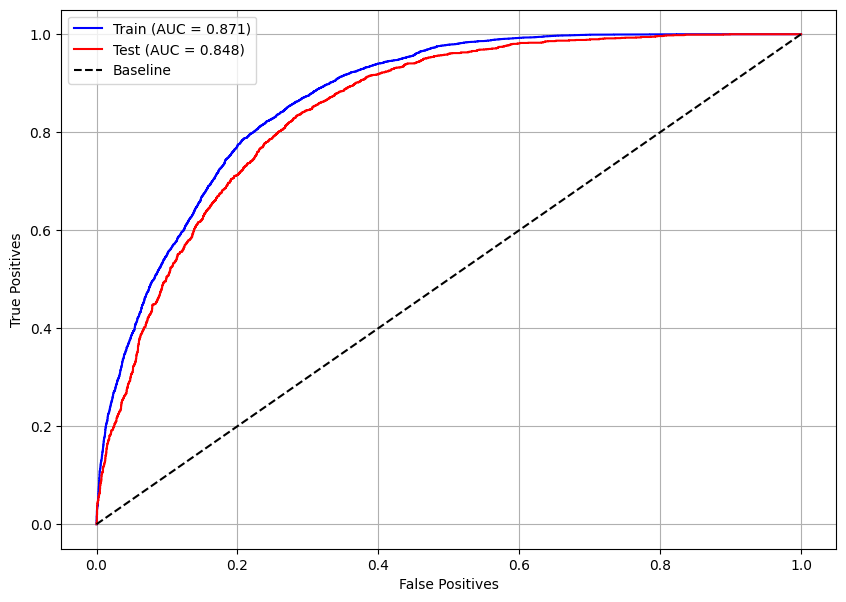 Train (AUC = 0.871)
Test (AUC = 0.848)
Baseline
True Positives
1.0
0.8
0.6
0.4
0.2
0.0
0.0 0.2 0.4 0.6 0.8 1.0
False Positives